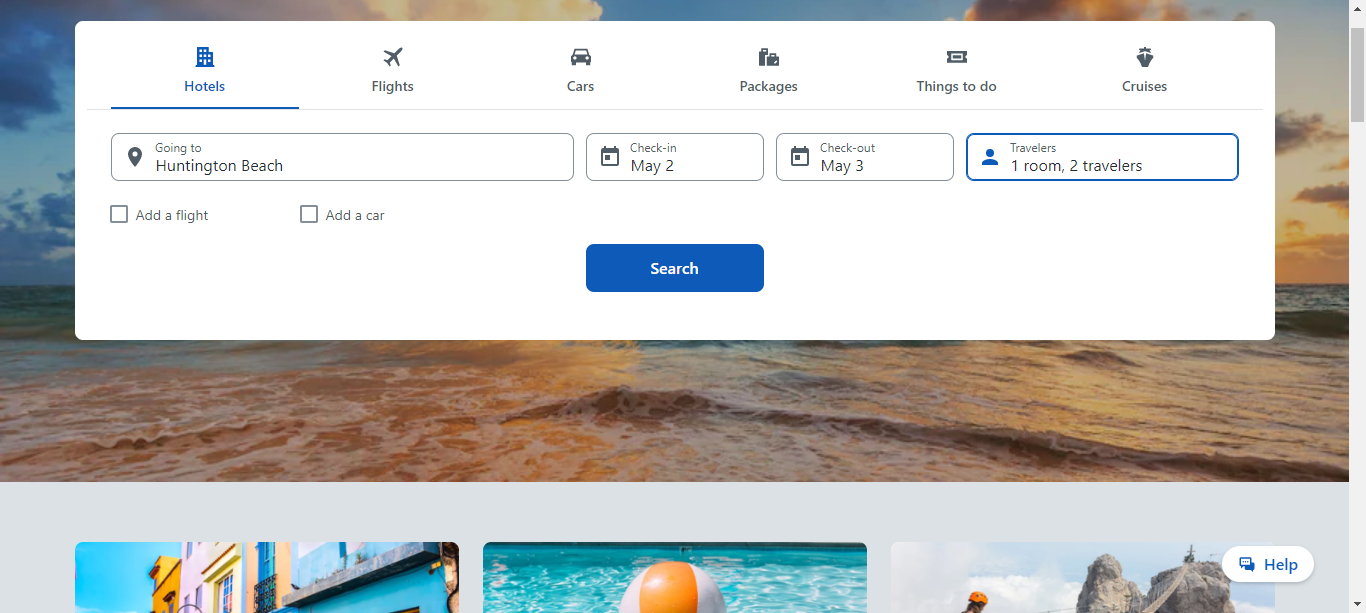 Hotels
Flights
Cars
Packages
Things to do
Cruises
Going to
Huntington Beach
Check-in
May 2
Check-out
May 3
Travelers
1 room, 2 travelers
Add a flight
Add a car
Search
Help